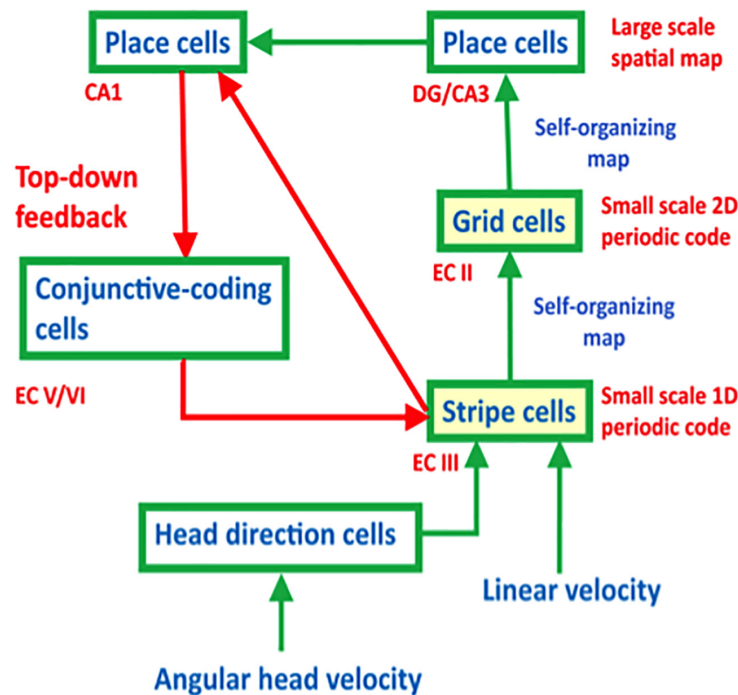 Place cells
Place cells
Large scale
spatial map
CA1
DG/CA3
Self-organizing
map
Top-down
feedback
Grid cells
Small scale 2D
periodic code
EC II
Conjunctive-coding
cells
Self-organizing
map
EC V/VI
Stripe cells
Small scale 1D
periodic code
EC III
Head direction cells
Linear velocity
Angular head velocity